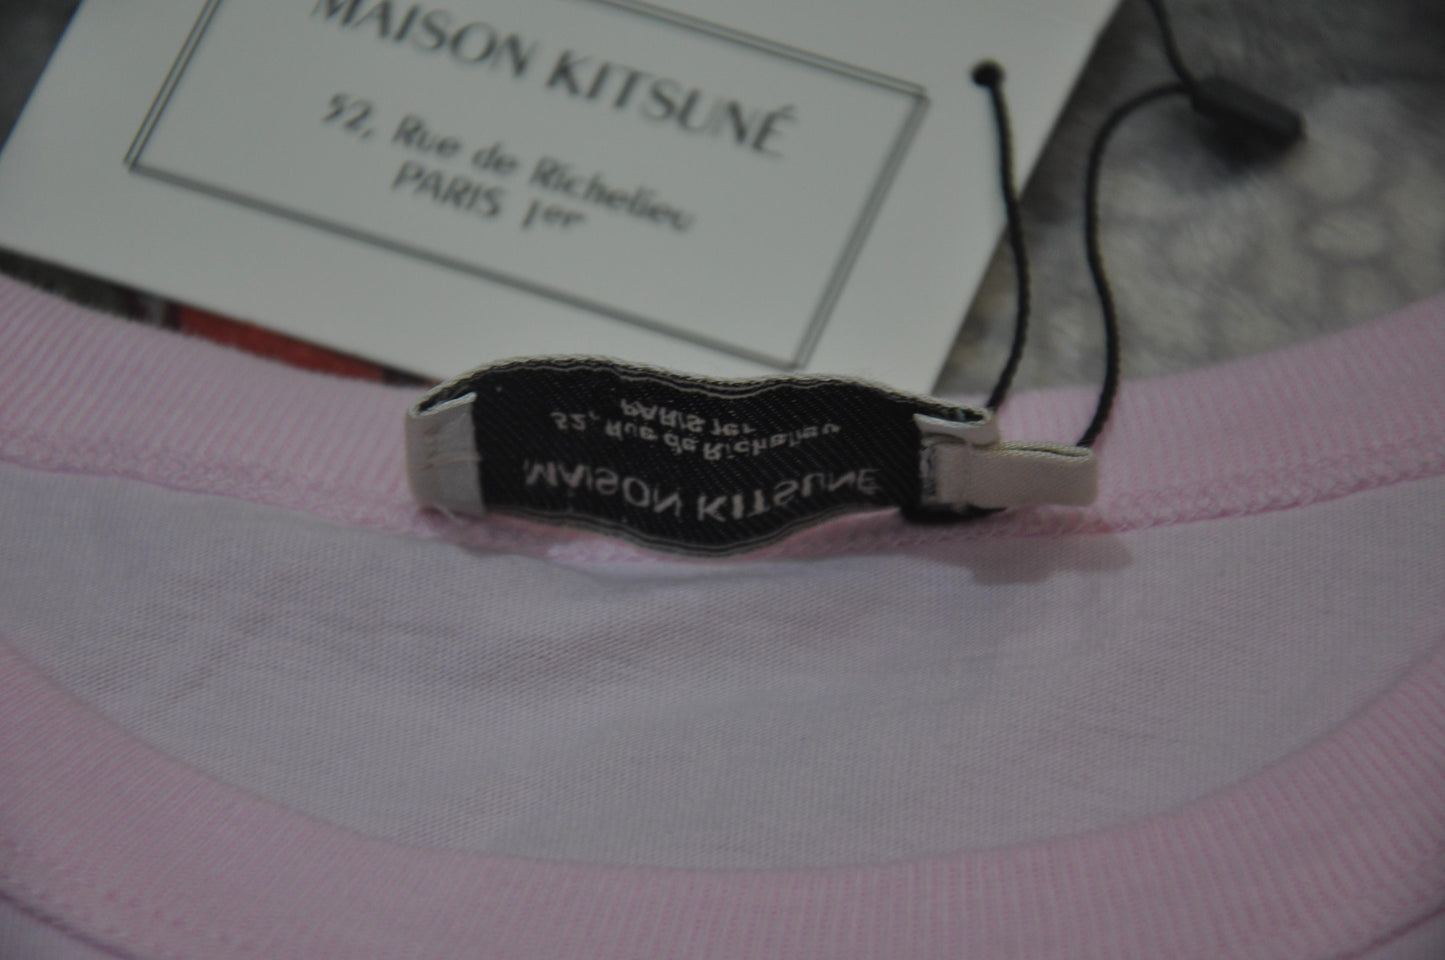 MAISON KITSUNÉ
52, Rue de Richelieu
PARIS 1er
PARIS 1er
52, Rue de Richelieu
MAISON KITSUNÉ